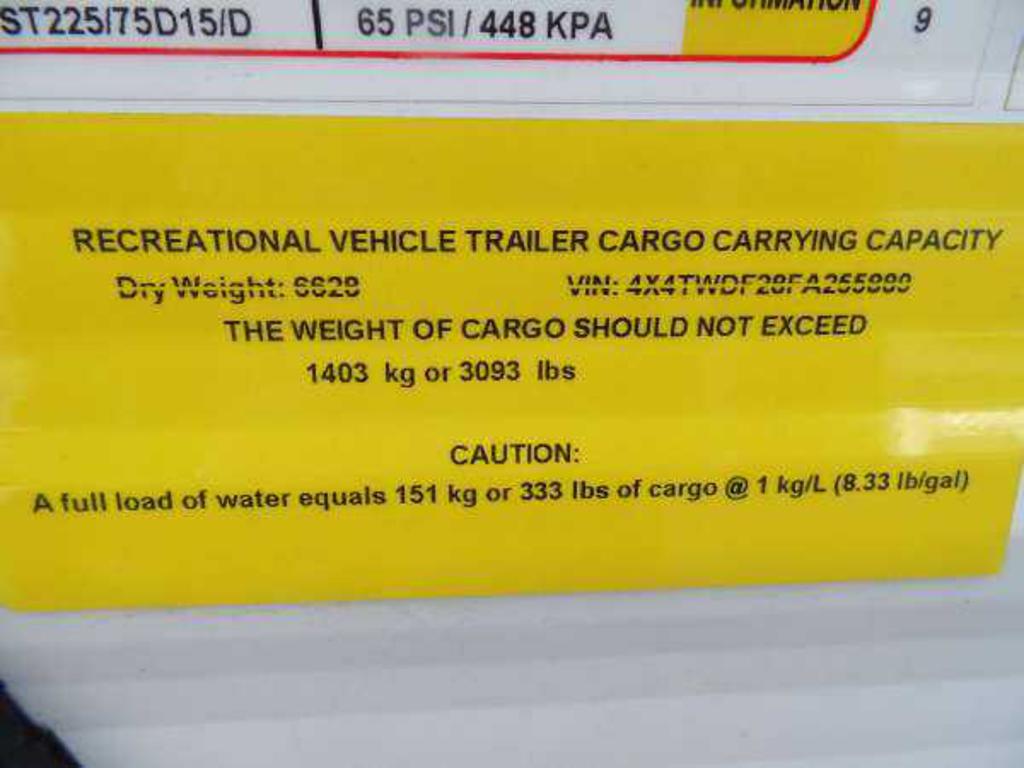 ST225/75D15/D 65 PSI / 448 KPA INFORMATION 9
RECREATIONAL VEHICLE TRAILER CARGO CARRYING CAPACITY
Dry Weight: 6628 VIN:
THE WEIGHT OF CARGO SHOULD NOT EXCEED
1403 kg or 3093 lbs
CAUTION:
A full load of water equals 151 kg or 333 lbs of cargo @ 1 kg/L (8.33 lb/gal)